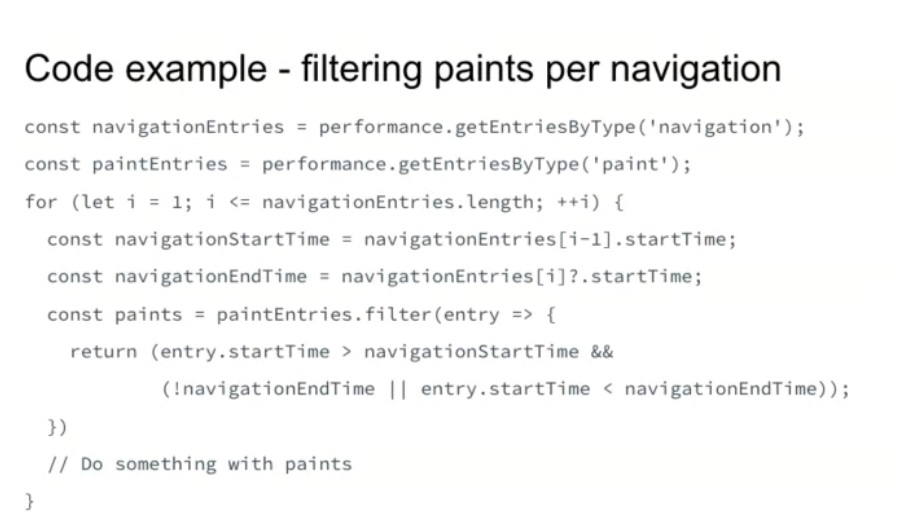 Code example - filtering paints per navigation
const navigationEntries = performance.getEntriesByType('navigation');
const paintEntries = performance.getEntriesByType('paint');
for (let i = 1; i <= navigationEntries.length; ++i) {
  const navigationStartTime = navigationEntries[i-1].startTime;
  const navigationEndTime = navigationEntries[i]?.startTime;
  const paints = paintEntries.filter(entry => {
    return (entry.startTime > navigationStartTime &&
            (!navigationEndTime || entry.startTime < navigationEndTime));
  })
  // Do something with paints
}